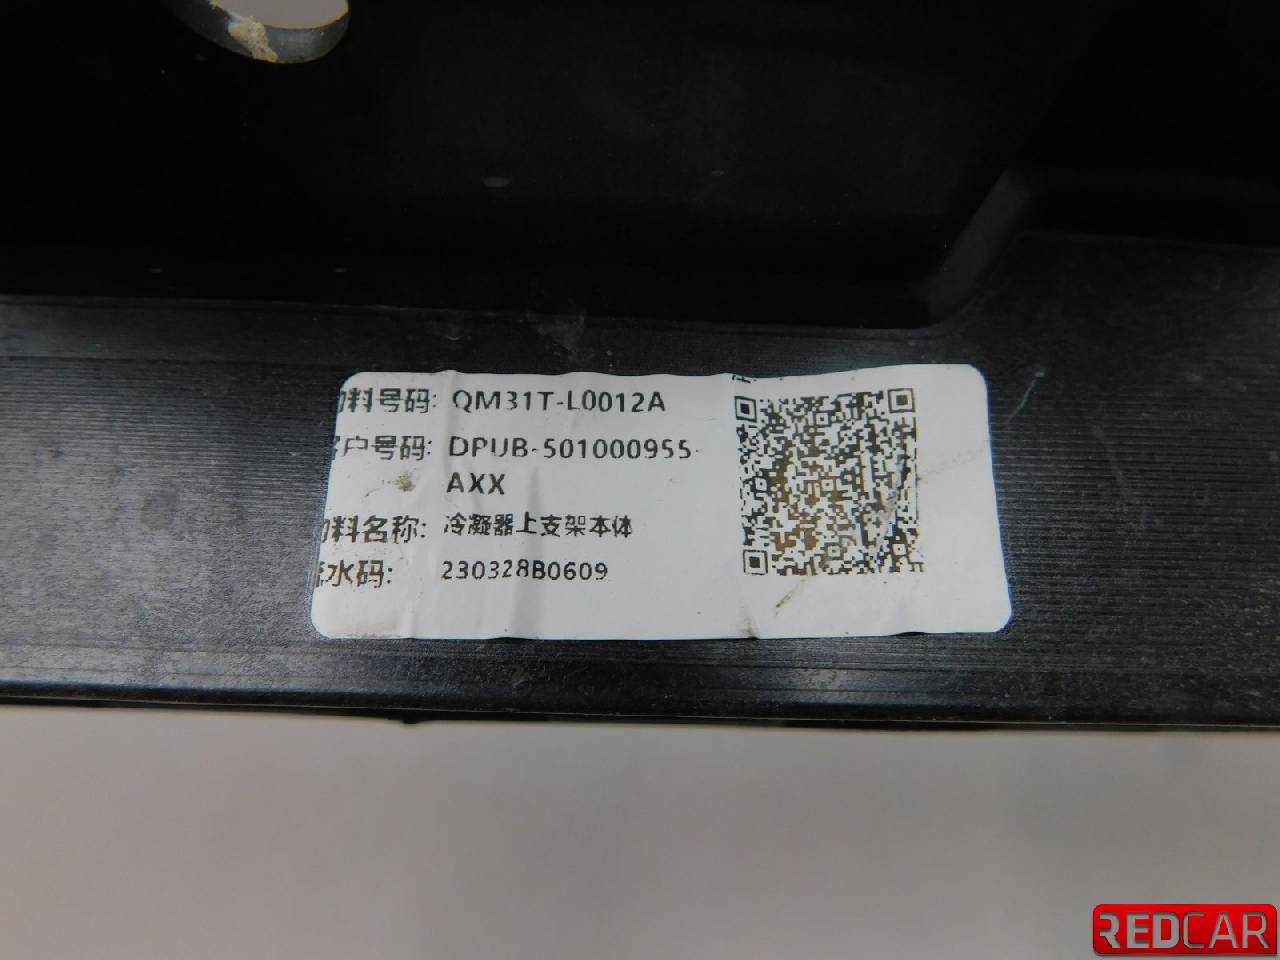 料号码: QM31T-L0012A
户号码: DPUB-501000955-
AXX
料名称: 冷凝器上支架本体
水码: 230328B0609
REDCAR